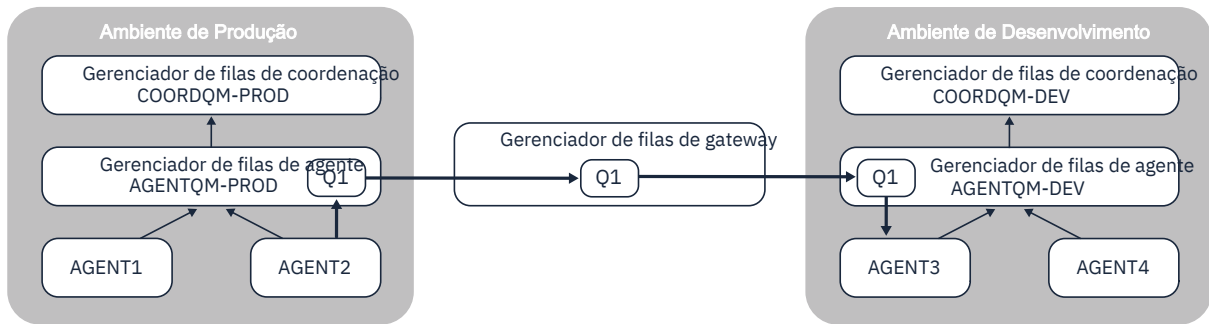 Ambiente de Produção
Gerenciador de filas de coordenação
COORDQM-PROD
Gerenciador de filas de agente
AGENTQM-PROD
Q1
AGENT1
AGENT2
Gerenciador de filas de gateway
Q1
Ambiente de Desenvolvimento
Gerenciador de filas de coordenação
COORDQM-DEV
Q1
Gerenciador de filas de agente
AGENTQM-DEV
AGENT3
AGENT4